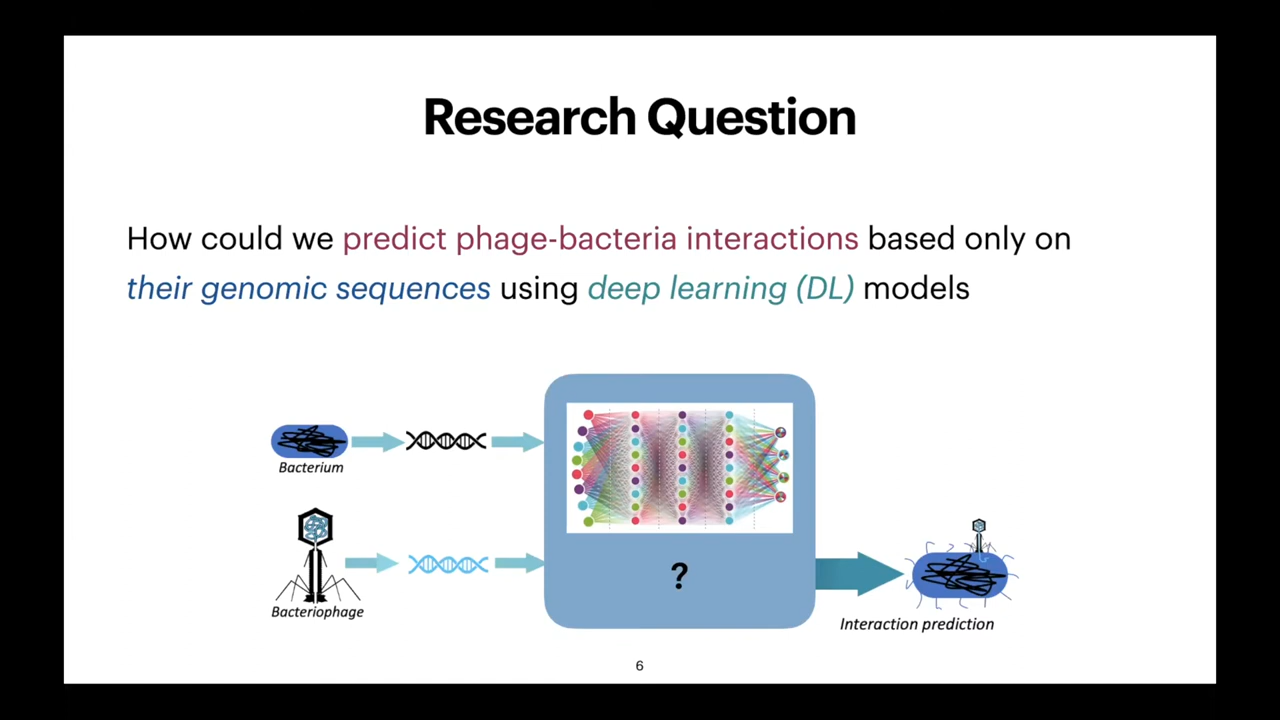 Research Question
How could we predict phage-bacteria interactions based only on
their genomic sequences using deep learning (DL) models
Bacterium
Bacteriophage
?
Interaction prediction
6